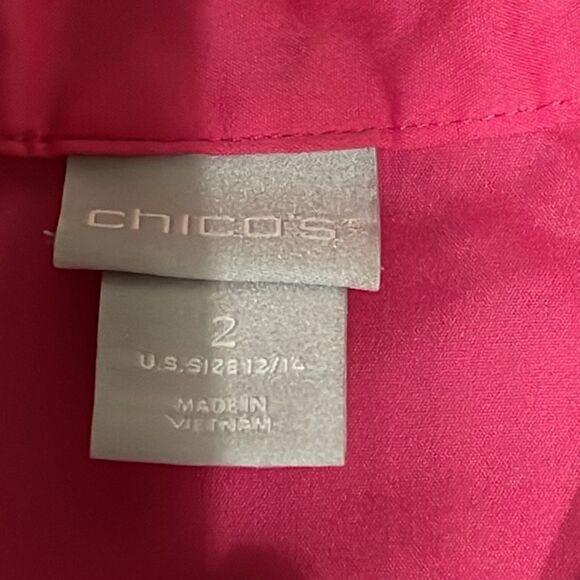 chico's
2
U.S. SIZE 12/14
MADE IN
VIETNAM